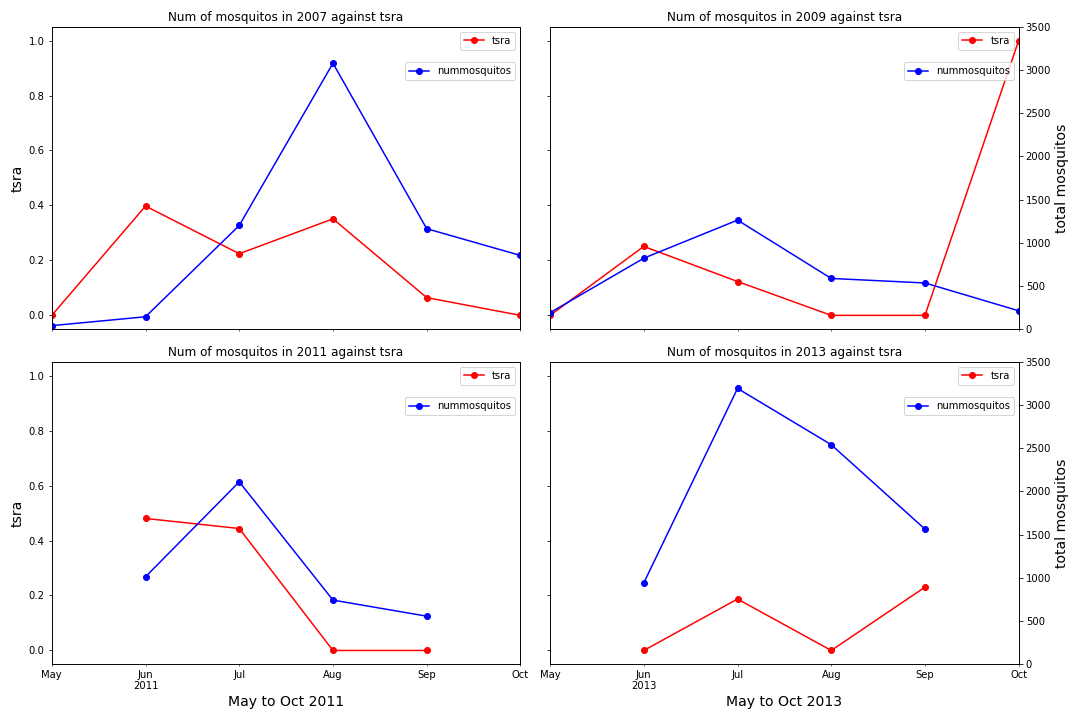 Num of mosquitos in 2007 against tsra
tsra
nummosquitos
1.0
0.8
0.6
0.4
0.2
0.0
tsra
Num of mosquitos in 2009 against tsra
tsra
nummosquitos
3500
3000
2500
2000
1500
1000
500
0
total mosquitos
Num of mosquitos in 2011 against tsra
tsra
nummosquitos
1.0
0.8
0.6
0.4
0.2
0.0
tsra
May Jun Jul Aug Sep Oct
2011
May to Oct 2011
Num of mosquitos in 2013 against tsra
tsra
nummosquitos
3500
3000
2500
2000
1500
1000
500
0
total mosquitos
May Jun Jul Aug Sep Oct
2013
May to Oct 2013